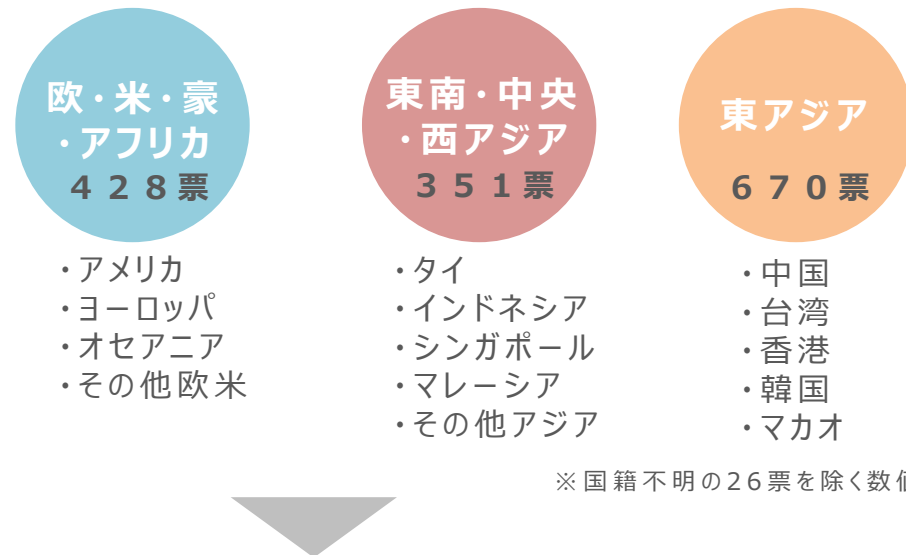 欧・米・豪
・アフリカ
４２８票
・アメリカ
・ヨーロッパ
・オセアニア
・その他欧米
東南・中央
・西アジア
３５１票
・タイ
・インドネシア
・シンガポール
・マレーシア
・その他アジア
東アジア
６７０票
・中国
・台湾
・香港
・韓国
・マカオ
※国籍不明の26票を除く数値